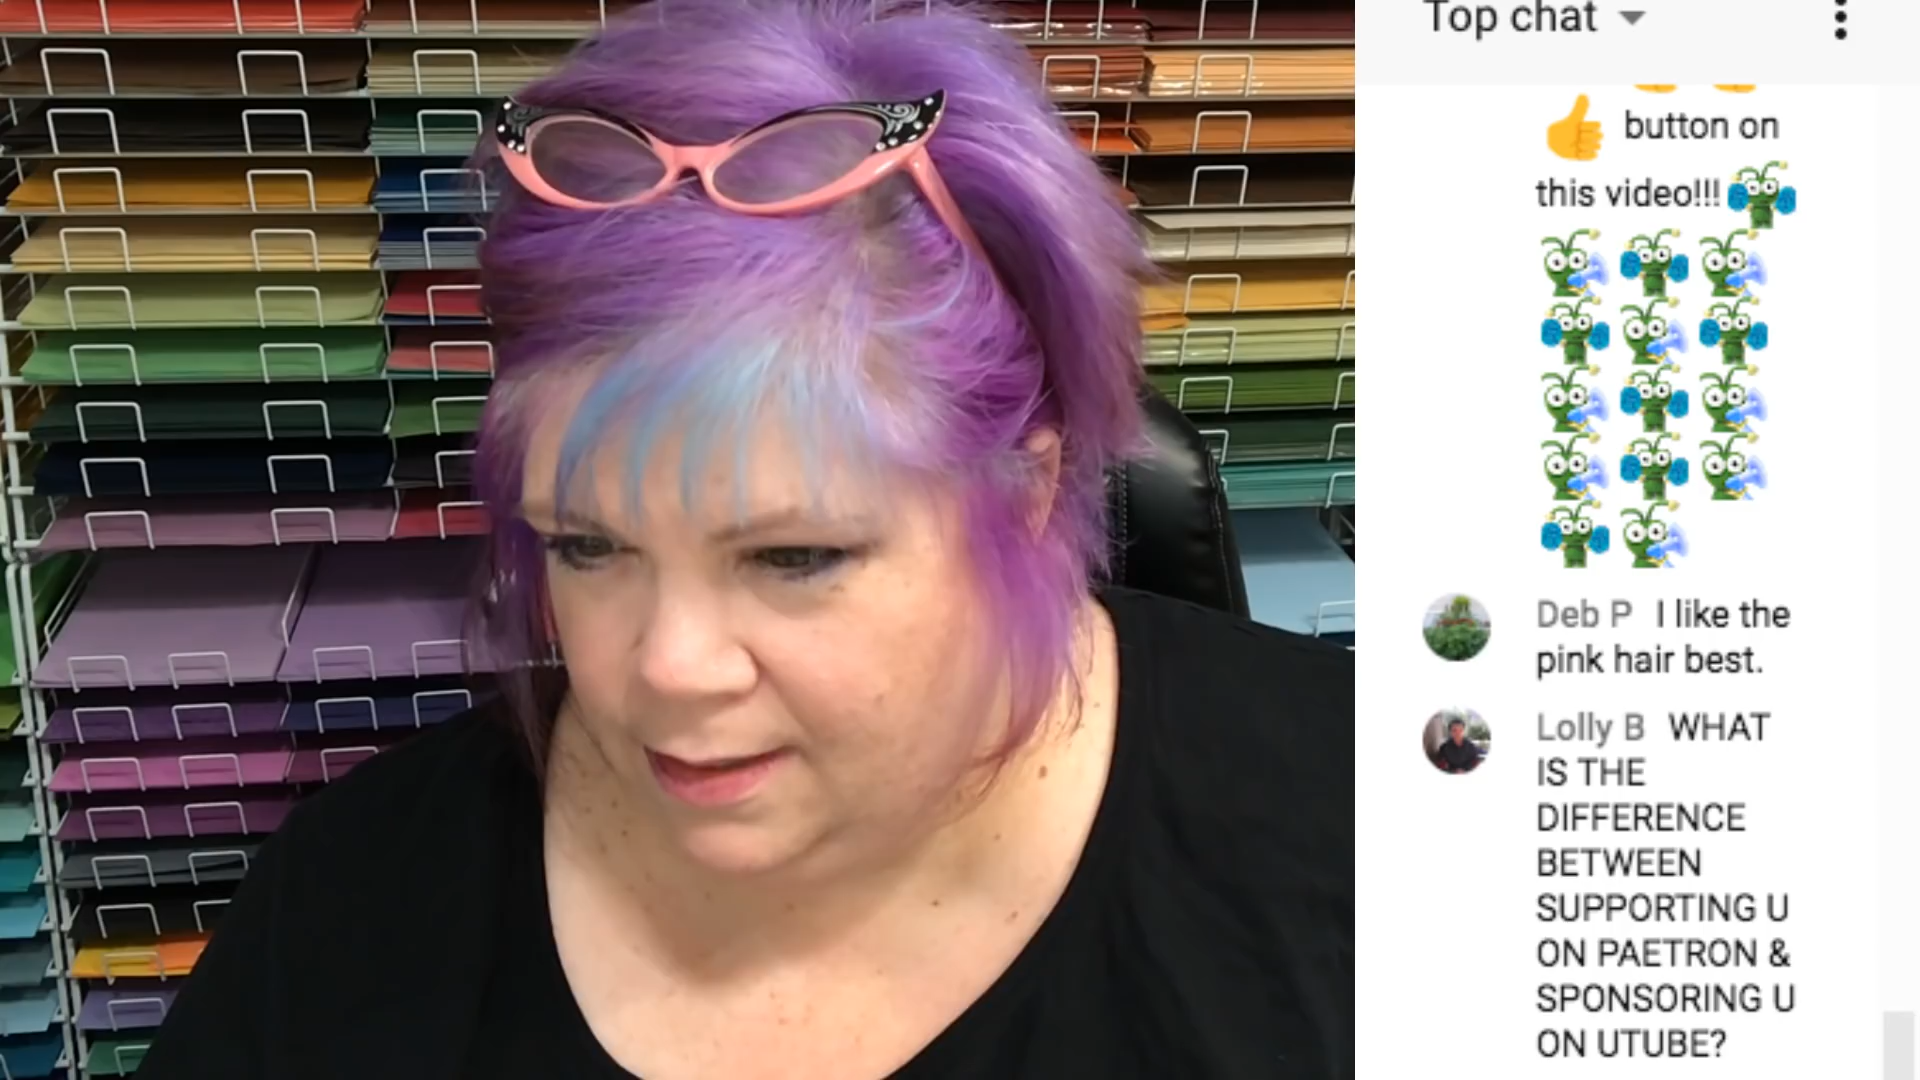 Top chat
button on
this video!!!
Deb P I like the
pink hair best.
Lolly B WHAT
IS THE
DIFFERENCE
BETWEEN
SUPPORTING U
ON PAETRON &
SPONSORING U
ON UTUBE?